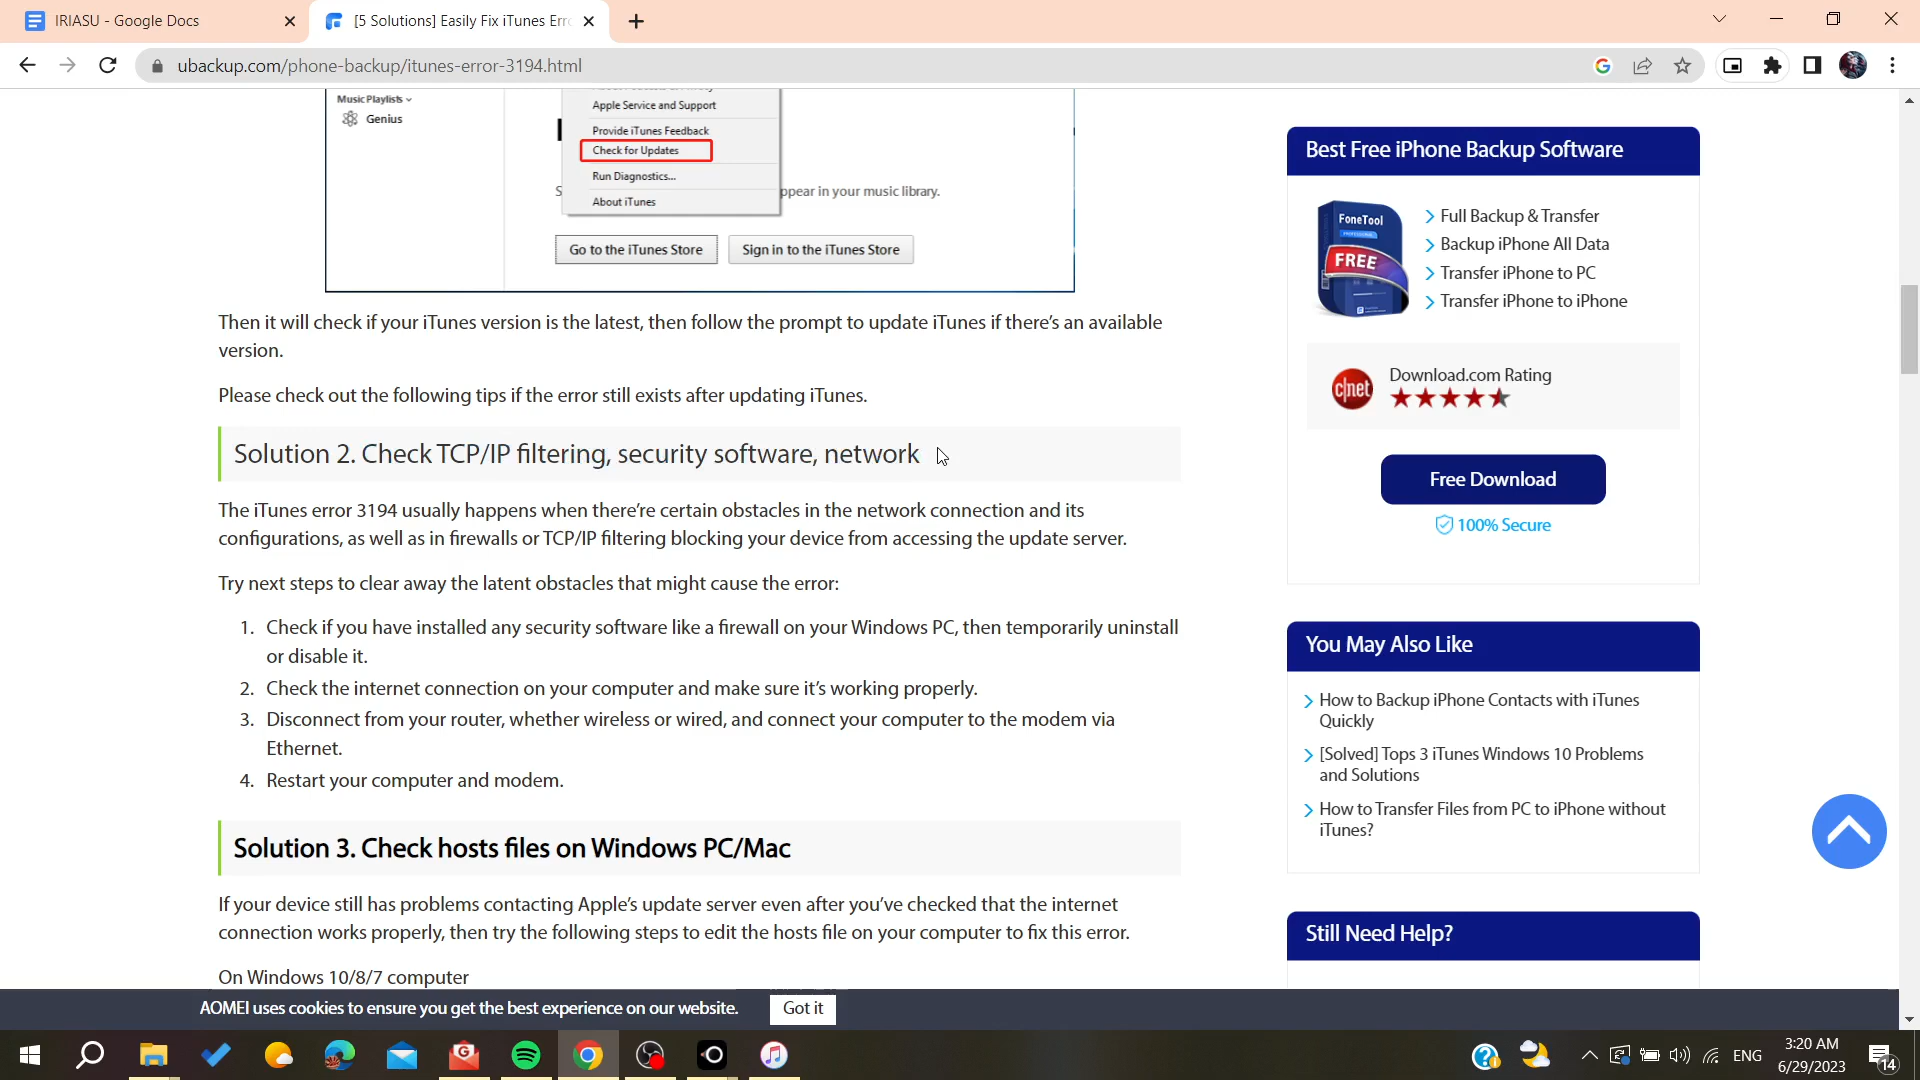 IRIASU - Google Docs
[5 Solutions] Easily Fix iTunes Erro
ubackup.com/phone-backup/itunes-error-3194.html
Music Playlists
Genius
Apple Service and Support
Provide iTunes Feedback
Check for Updates
Run Diagnostics...
About iTunes
ppear in your music library.
Go to the iTunes Store
Sign in to the iTunes Store
Then it will check if your iTunes version is the latest, then follow the prompt to update iTunes if there's an available
version.
Please check out the following tips if the error still exists after updating iTunes.
Solution 2. Check TCP/IP filtering, security software, network
The iTunes error 3194 usually happens when there're certain obstacles in the network connection and its
configurations, as well as in firewalls or TCP/IP filtering blocking your device from accessing the update server.
Try next steps to clear away the latent obstacles that might cause the error:
1. Check if you have installed any security software like a firewall on your Windows PC, then temporarily uninstall
or disable it.
2. Check the internet connection on your computer and make sure it's working properly.
3. Disconnect from your router, whether wireless or wired, and connect your computer to the modem via
Ethernet.
4. Restart your computer and modem.
Solution 3. Check hosts files on Windows PC/Mac
If your device still has problems contacting Apple's update server even after you've checked that the internet
connection works properly, then try the following steps to edit the hosts file on your computer to fix this error.
On Windows 10/8/7 computer
Best Free iPhone Backup Software
FoneTool
FREE
Full Backup & Transfer
Backup iPhone All Data
Transfer iPhone to PC
Transfer iPhone to iPhone
c|net
Download.com Rating
Free Download
100% Secure
You May Also Like
How to Backup iPhone Contacts with iTunes
Quickly
[Solved] Tops 3 iTunes Windows 10 Problems
and Solutions
How to Transfer Files from PC to iPhone without
iTunes?
Still Need Help?
AOMEI uses cookies to ensure you get the best experience on our website.
Got it
ENG
3:20 AM
6/29/2023
14